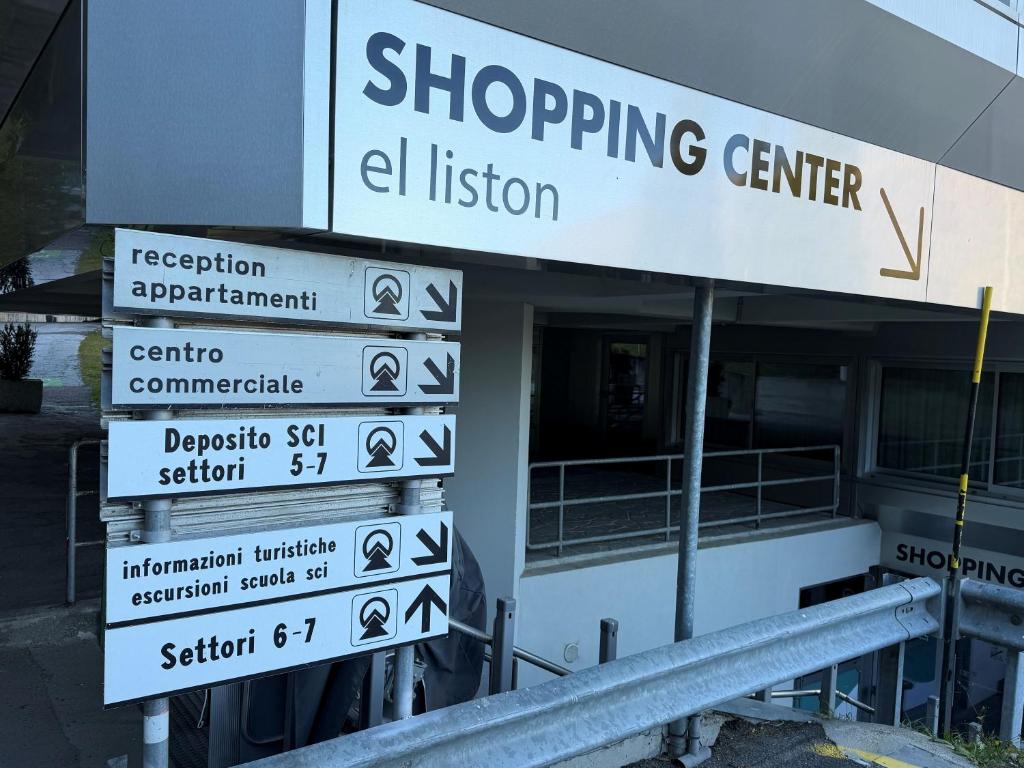 SHOPPING CENTER
el liston
reception
appartamenti
centro
commerciale
Deposito SCI
settori 5-7
informazioni turistiche
escursioni scuola sci
Settori 6-7
SHOPPING